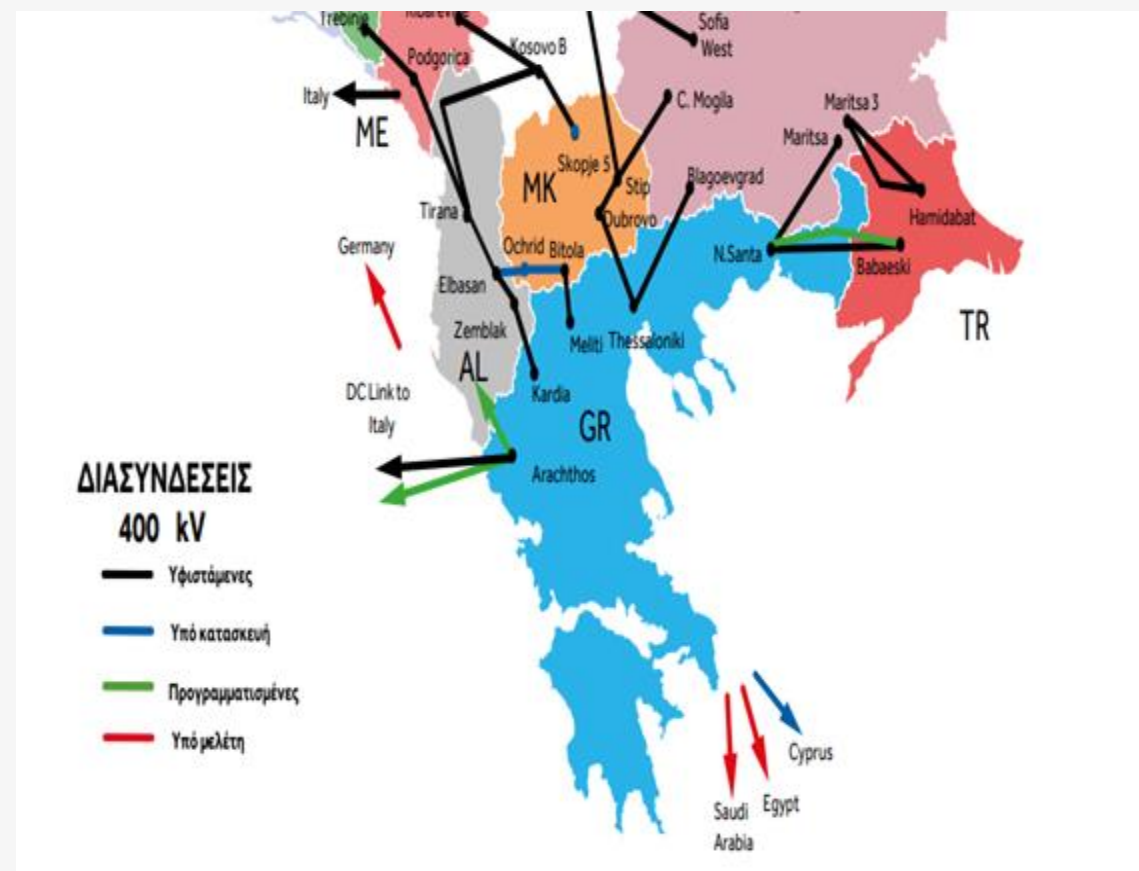 Trebinje
Ribarevine
Sofia
West
Kosovo B
Podgorica
Italy
C. Mogila
Maritsa 3
ME
Maritsa
Skopje 5
MK
Stip
Blagoevgrad
Tirana
Dubrovo
Hamidabat
Germany
Ochrid
Bitola
N.Santa
Babaeski
Elbasan
Zemblak
Meliti
Thessaloniki
TR
AL
DC Link to
Italy
Kardia
GR
Arachthos
ΔΙΑΣΥΝΔΕΣΕΙΣ
400 kV
Υφιστάμενες
Υπό κατασκευή
Προγραμματισμένες
Υπό μελέτη
Cyprus
Egypt
Saudi
Arabia